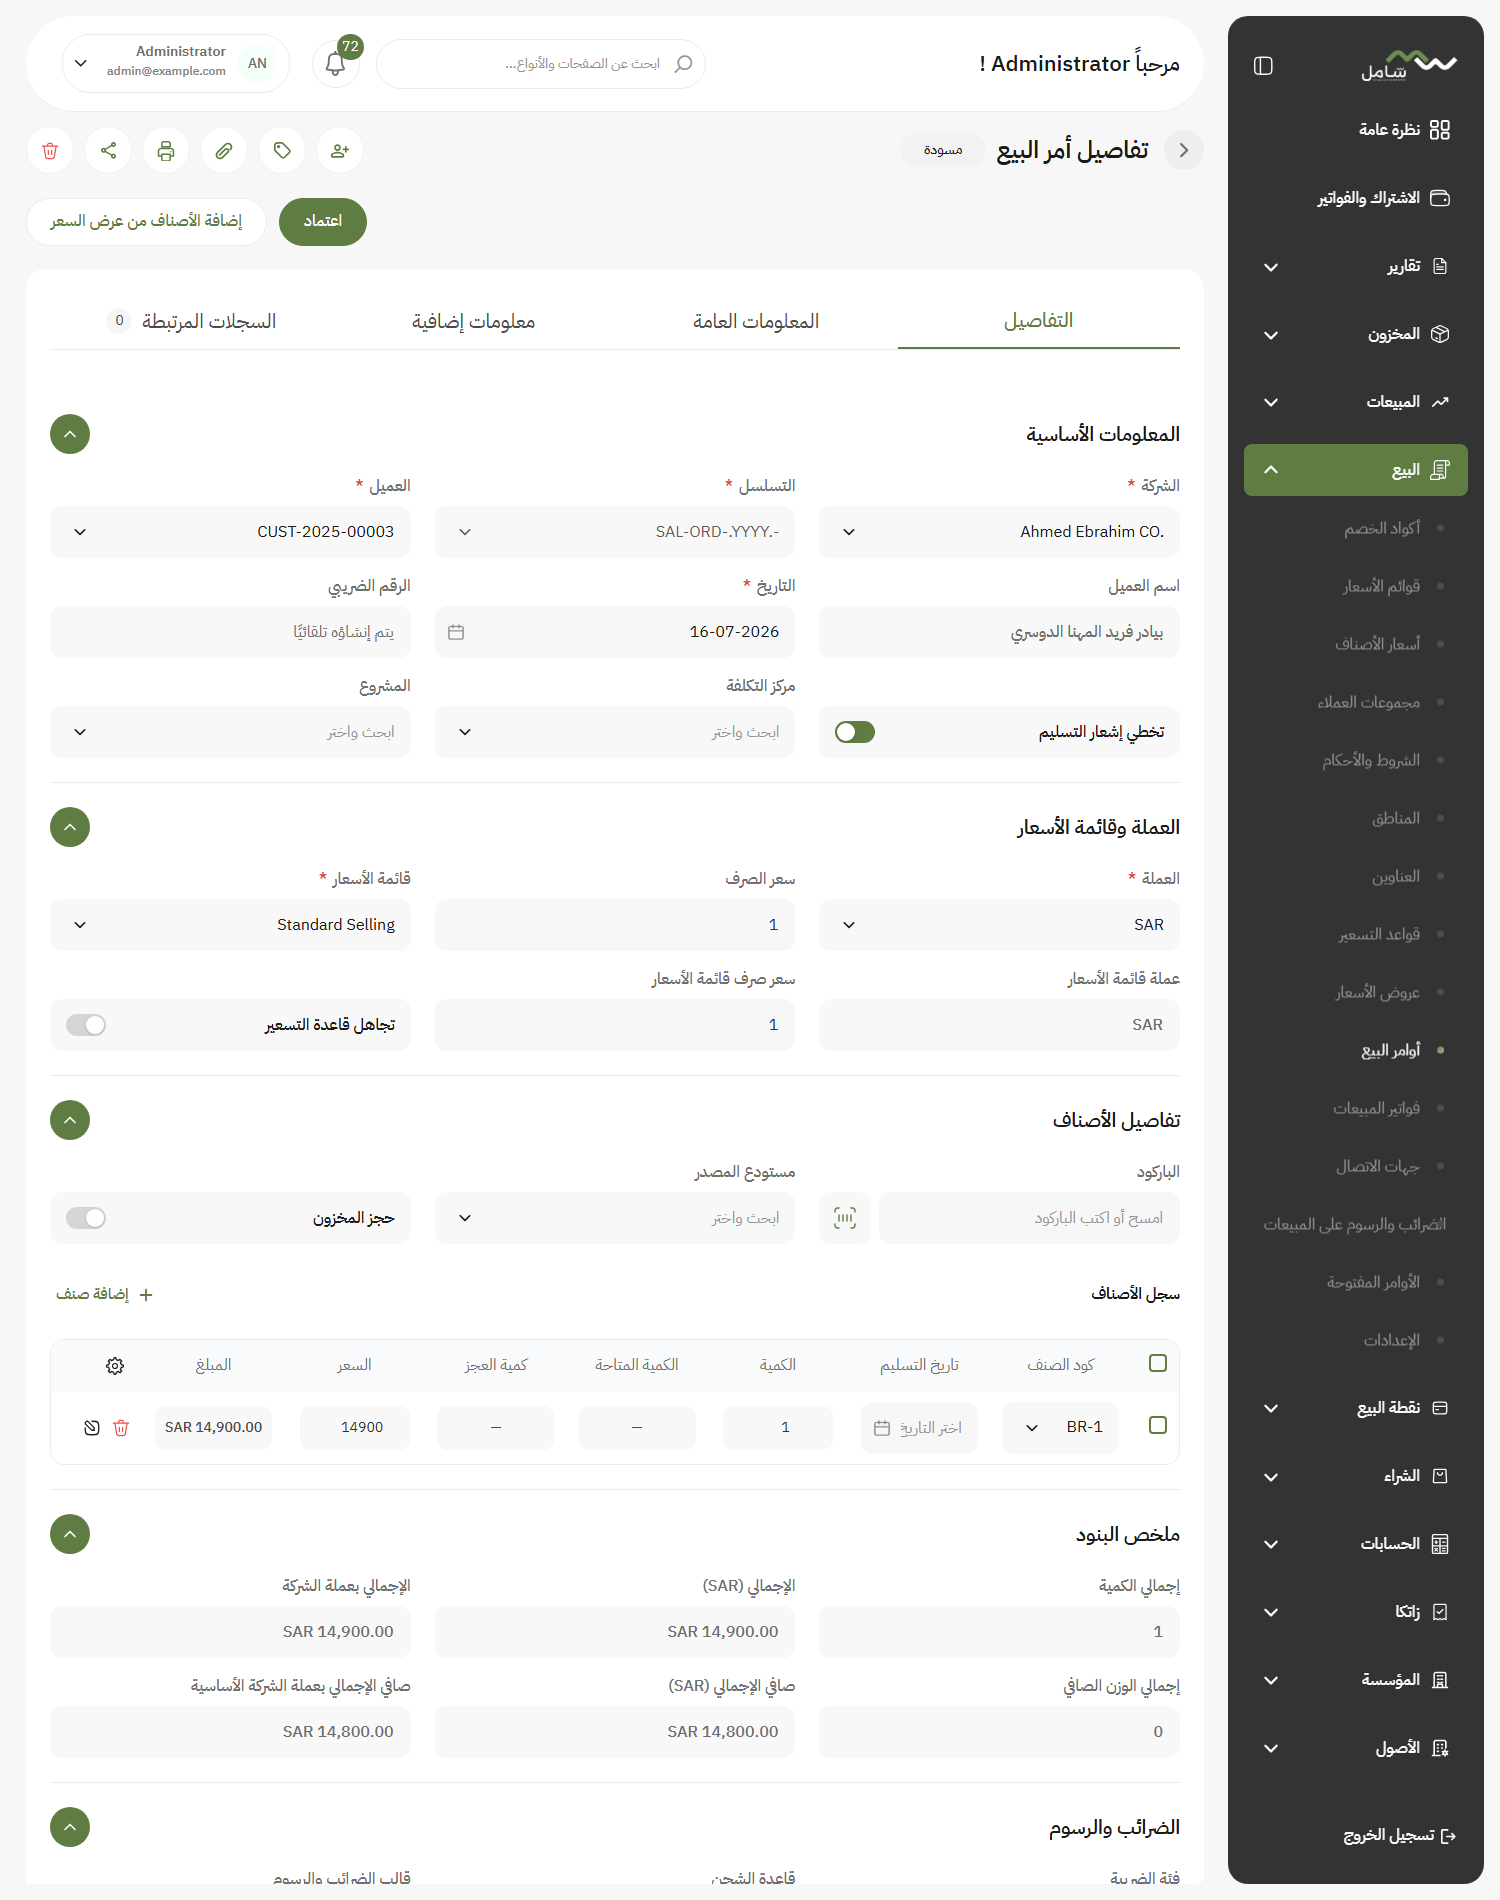 شامل
نظرة عامة
الاشتراك والفواتير
تقارير
المخزون
المبيعات
البيع
أكواد الخصم
قوائم الأسعار
أسعار الأصناف
مجموعات العملاء
الشروط والأحكام
المناطق
العناوين
قواعد التسعير
عروض الأسعار
أوامر البيع
فواتير المبيعات
جهات الاتصال
الضرائب والرسوم على المبيعات
الأوامر المفتوحة
الإعدادات
نقطة البيع
الشراء
الحسابات
زاتكا
المؤسسة
الأصول
تسجيل الخروج
مرحباً Administrator !
ابحث عن الصفحات والأنواع...
72
AN
Administrator
admin@example.com
تفاصيل أمر البيع
مسودة
اعتماد
إضافة الأصناف من عرض السعر
التفاصيل
المعلومات العامة
معلومات إضافية
السجلات المرتبطة 0
المعلومات الأساسية
الشركة * التسلسل * العميل *
Ahmed Ebrahim CO. SAL-ORD-.YYYY.- CUST-2025-00003
اسم العميل التاريخ * الرقم الضريبي
بيادر فريد المهنا الدوسري 16-07-2026 يتم إنشاؤه تلقائيًا
مركز التكلفة المشروع
تخطي إشعار التسليم ابحث واختر ابحث واختر
العملة وقائمة الأسعار
العملة * سعر الصرف قائمة الأسعار *
SAR 1 Standard Selling
عملة قائمة الأسعار سعر صرف قائمة الأسعار
SAR 1 تجاهل قاعدة التسعير
تفاصيل الأصناف
الباركود مستودع المصدر
امسح أو اكتب الباركود ابحث واختر حجز المخزون
سجل الأصناف
إضافة صنف
كود الصنف تاريخ التسليم الكمية الكمية المتاحة كمية العجز السعر المبلغ
BR-1 اختر التاريخ 1 — — 14900 SAR 14,900.00
ملخص البنود
إجمالي الكمية الإجمالي (SAR) الإجمالي بعملة الشركة
1 SAR 14,900.00 SAR 14,900.00
إجمالي الوزن الصافي صافي الإجمالي (SAR) صافي الإجمالي بعملة الشركة الأساسية
0 SAR 14,800.00 SAR 14,800.00
الضرائب والرسوم
فئة الضريبة قاعدة الشحن قالب الضرائب والرسوم